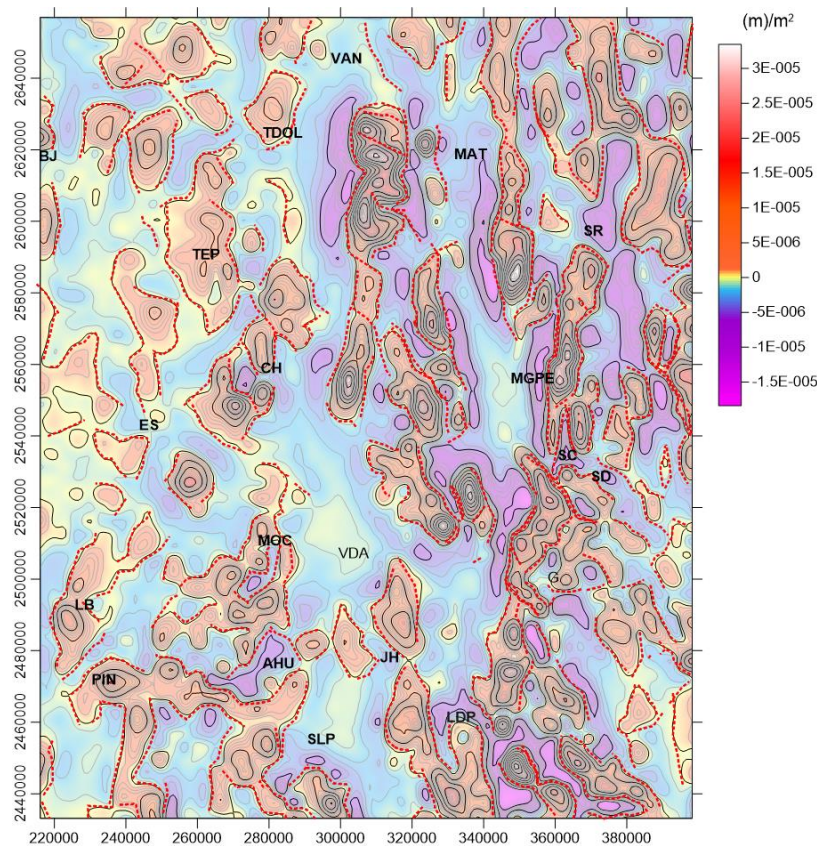 (m)/m²
3E-005
2.5E-005
2E-005
1.5E-005
1E-005
5E-006
0
-5E-006
-1E-005
-1.5E-005
2640000
2620000
2600000
2580000
2560000
2540000
2520000
2500000
2480000
2460000
2440000
VAN
TDOL
BJ
MAT
SR
TEP
CH
MGPE
ES
SC
SD
MOC
VDA
G
LB
AHU
JH
PIN
LDP
SLP
220000 240000 260000 280000 300000 320000 340000 360000 380000